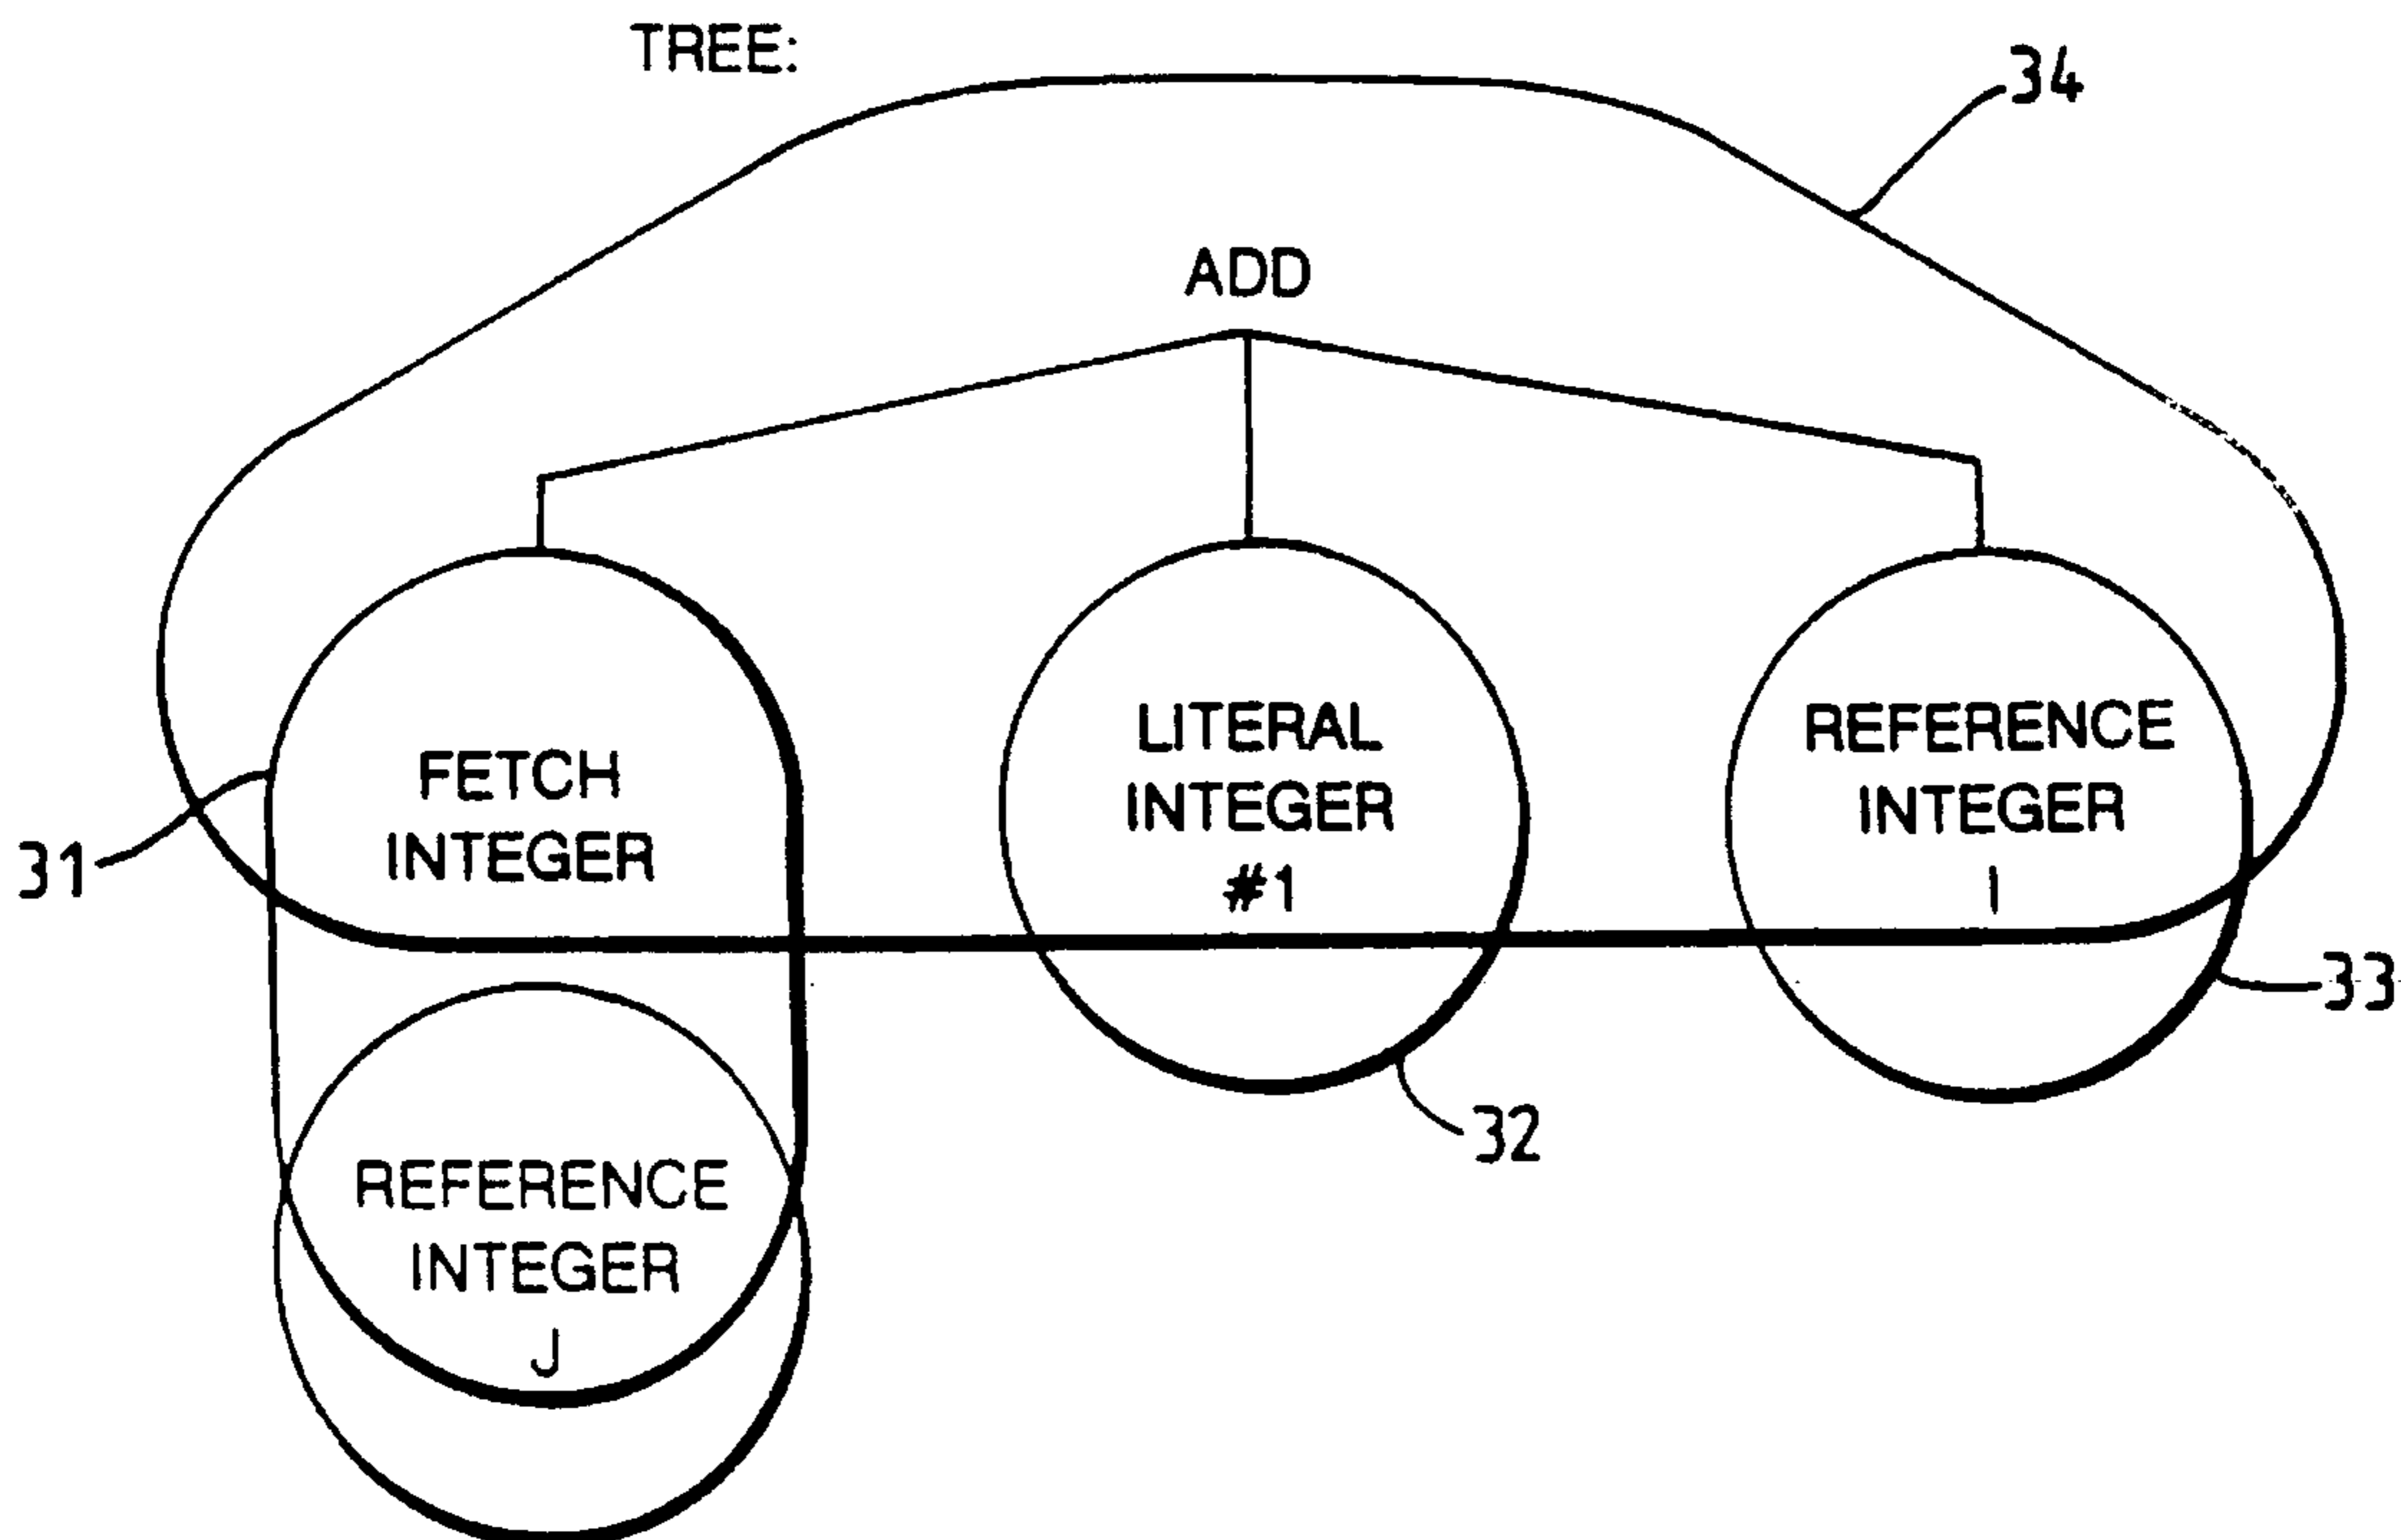 TREE:
34
ADD
FETCH
INTEGER
31
LITERAL
INTEGER
#1
REFERENCE
INTEGER
I
33
32
REFERENCE
INTEGER
J